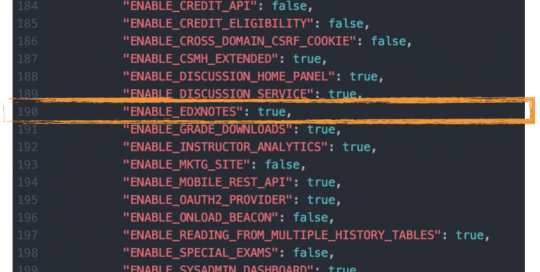 184 "ENABLE_CREDIT_API": false,
185 "ENABLE_CREDIT_ELIGIBILITY": false,
186 "ENABLE_CROSS_DOMAIN_CSRF_COOKIE": false,
187 "ENABLE_CSMH_EXTENDED": true,
188 "ENABLE_DISCUSSION_HOME_PANEL": true,
189 "ENABLE_DISCUSSION_SERVICE": true,
190 "ENABLE_EDXNOTES": true,
191 "ENABLE_GRADE_DOWNLOADS": true,
192 "ENABLE_INSTRUCTOR_ANALYTICS": true,
193 "ENABLE_MKTG_SITE": false,
194 "ENABLE_MOBILE_REST_API": true,
195 "ENABLE_OAUTH2_PROVIDER": true,
196 "ENABLE_ONLOAD_BEACON": false,
197 "ENABLE_READING_FROM_MULTIPLE_HISTORY_TABLES": true,
198 "ENABLE_SPECIAL_EXAMS": false,
199 "ENABLE_SYSADMIN_DASHBOARD": true,